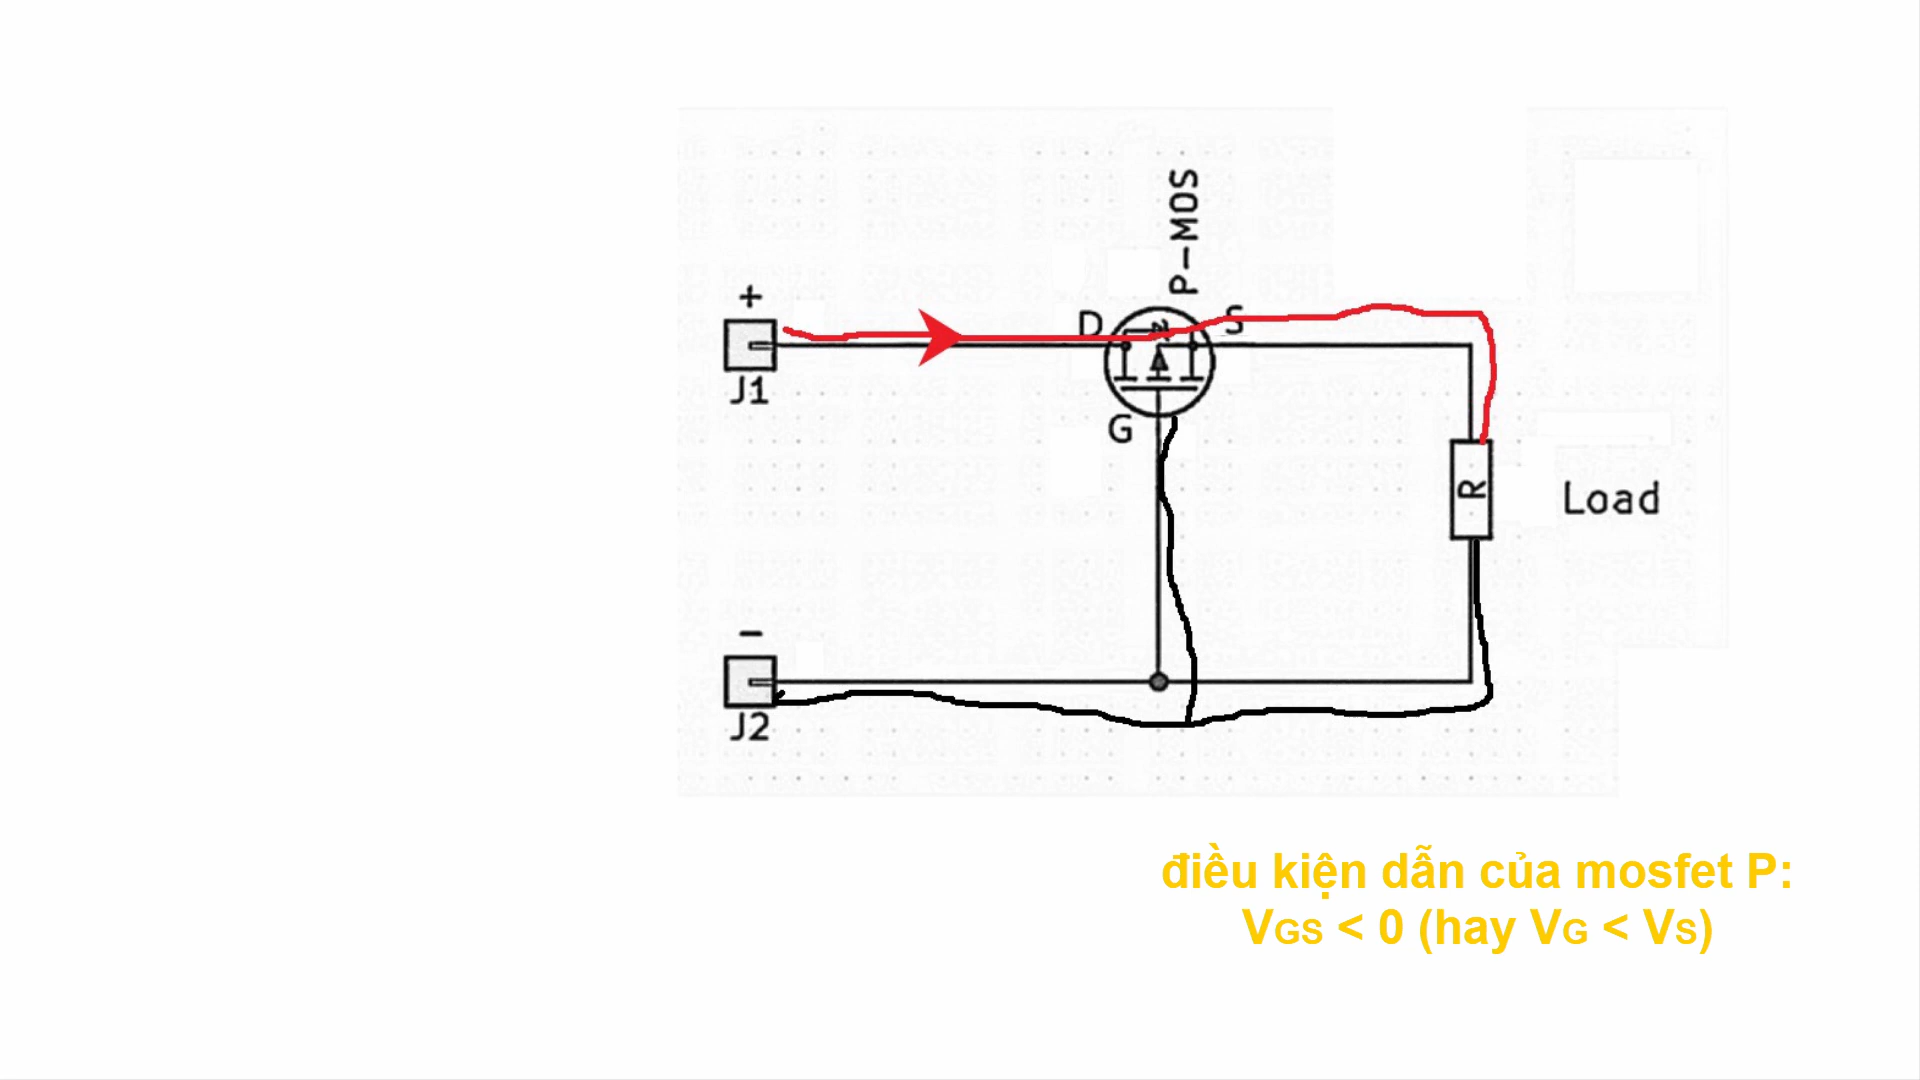 P-MOS
+
D
S
J1
G
R
Load
-
J2
điều kiện dẫn của mosfet P:
VGS < 0 (hay VG < VS)